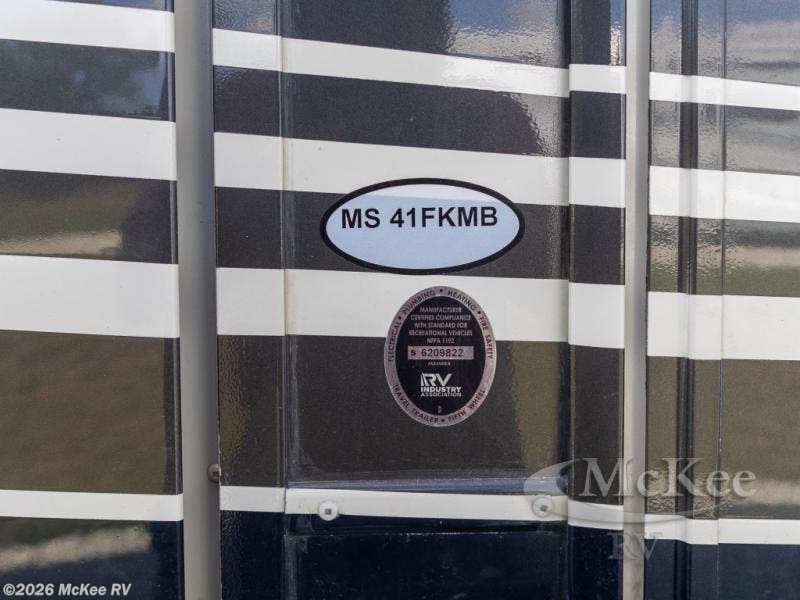 MS 41FKMB
ELECTRICAL • PLUMBING • HEATING • FIRE SAFETY
MANUFACTURER
CERTIFIES COMPLIANCE
WITH STANDARD FOR
RECREATIONAL VEHICLES
NFPA 1192
S 6209822
MEMBER
RV
INDUSTRY
ASSOCIATION
TRAVEL TRAILER • FIFTH WHEEL
McKee
RV
©2026 McKee RV